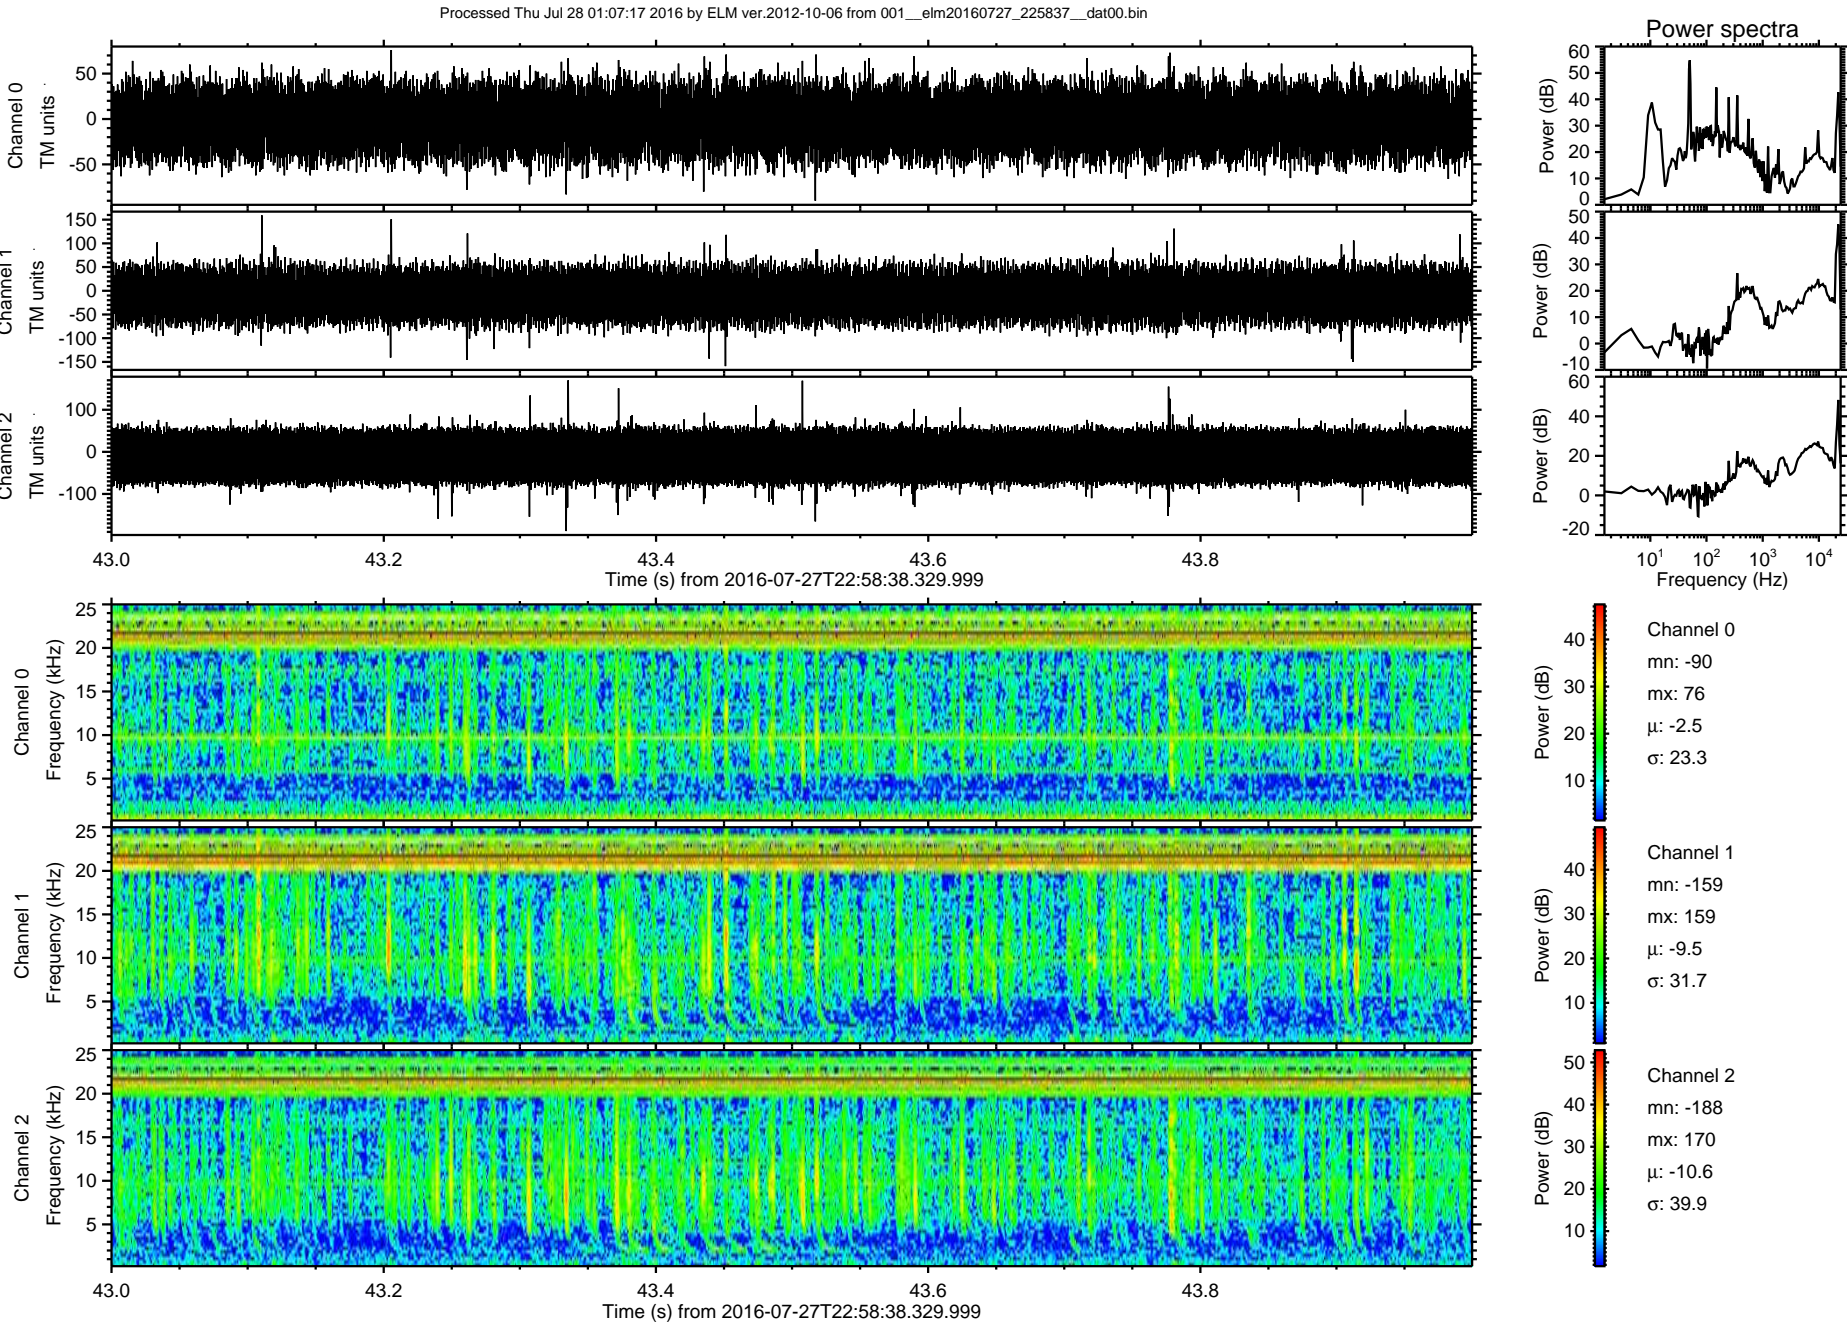 Processed Thu Jul 28 01:07:17 2016 by ELM ver.2012-10-06 from 001__elm20160727_225837__dat00.bin
Power spectra
Channel 0
TM units
50
0
-50
Power (dB)
60
50
40
30
20
10
0
Channel 1
TM units
150
100
50
0
-50
-100
-150
Power (dB)
50
40
30
20
10
0
-10
Channel 2
TM units
100
0
-100
Power (dB)
60
40
20
0
-20
43.0 43.2 43.4 43.6 43.8
Time (s) from 2016-07-27T22:58:38.329.999
10^1 10^2 10^3 10^4
Frequency (Hz)
Channel 0
Frequency (kHz)
25
20
15
10
5
Power (dB)
40
30
20
10
Channel 0
mn: -90
mx: 76
μ: -2.5
σ: 23.3
Channel 1
Frequency (kHz)
25
20
15
10
5
Power (dB)
40
30
20
10
Channel 1
mn: -159
mx: 159
μ: -9.5
σ: 31.7
Channel 2
Frequency (kHz)
25
20
15
10
5
Power (dB)
50
40
30
20
10
Channel 2
mn: -188
mx: 170
μ: -10.6
σ: 39.9
43.0 43.2 43.4 43.6 43.8
Time (s) from 2016-07-27T22:58:38.329.999